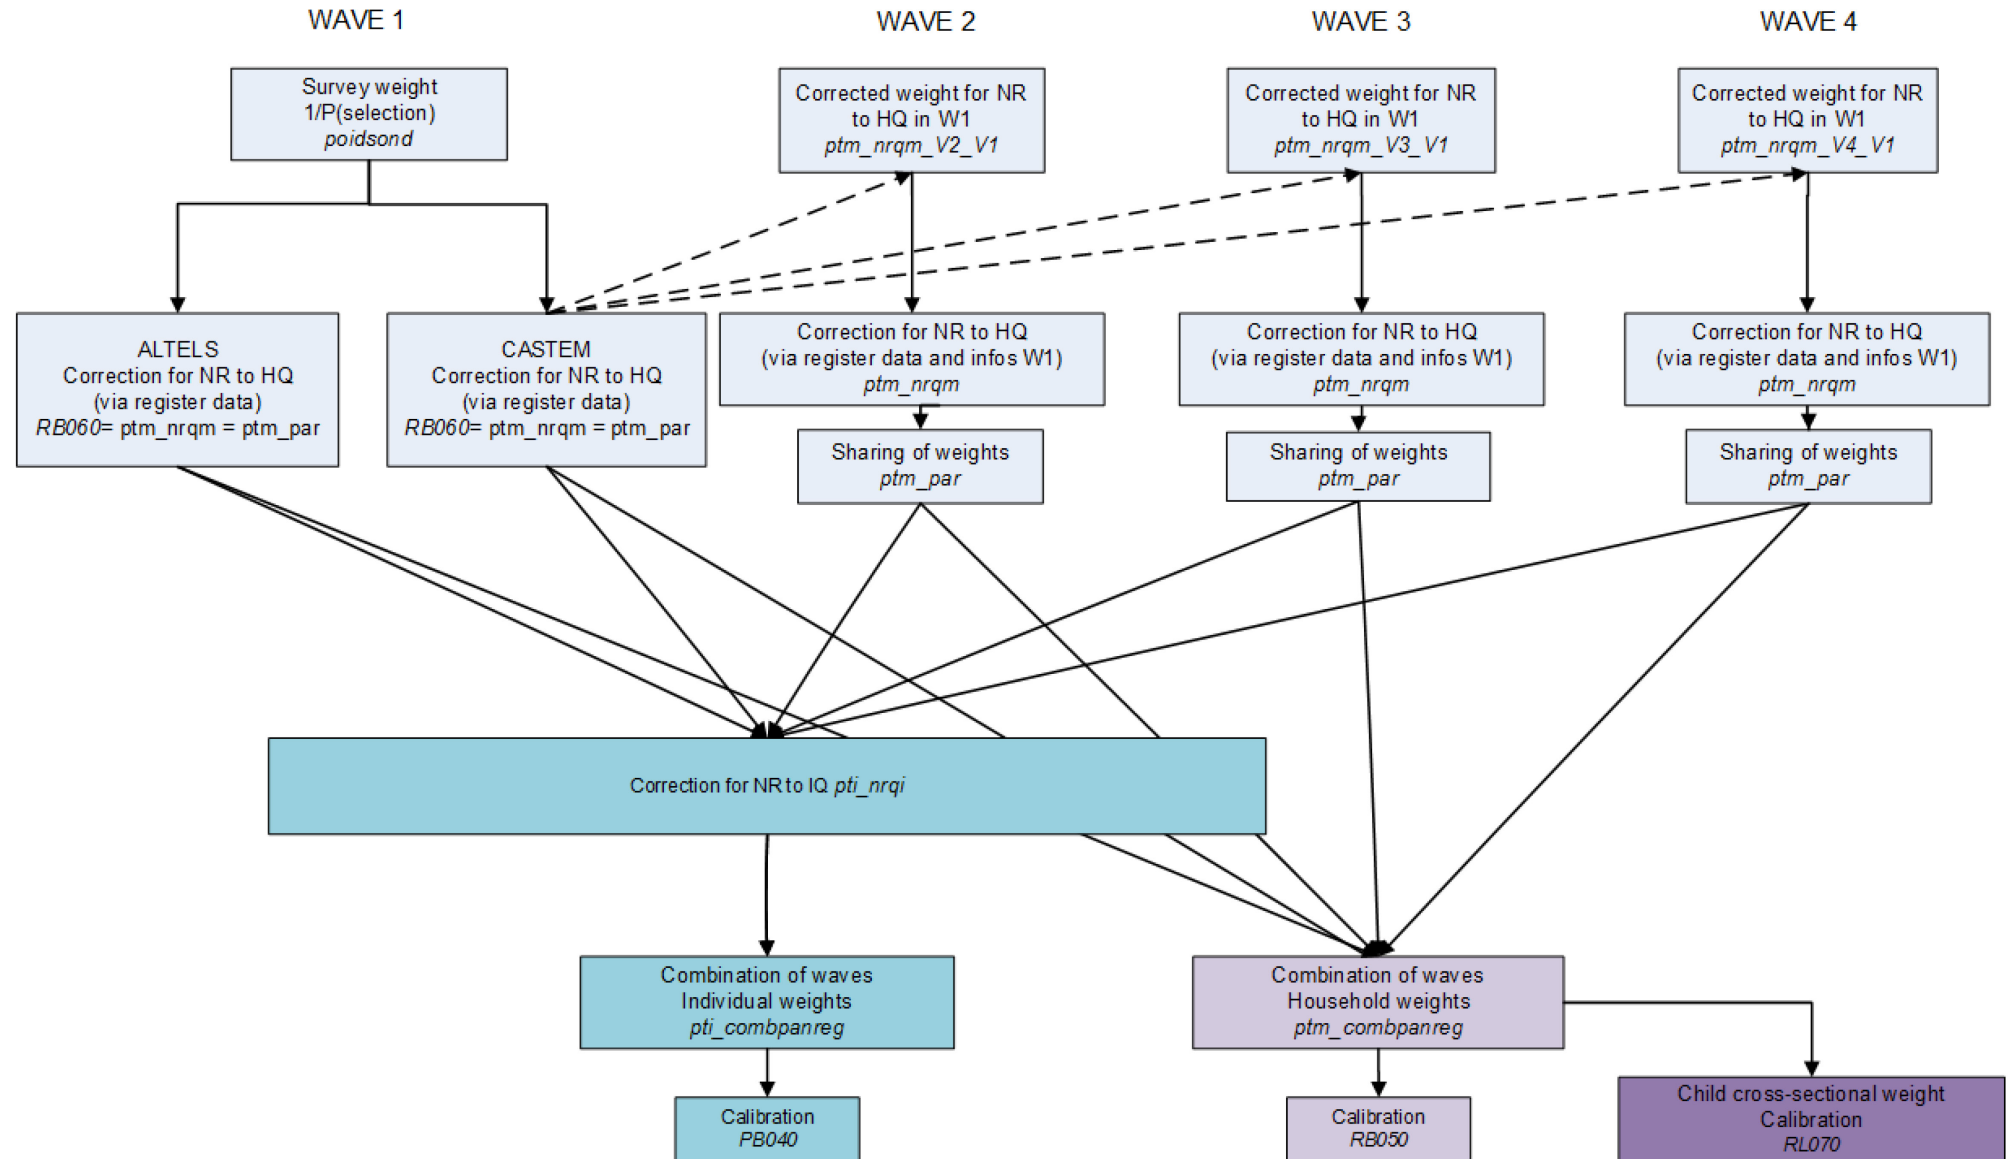 WAVE 1
WAVE 2
WAVE 3
WAVE 4
Survey weight
1/P(selection)
poidsond
Corrected weight for NR
to HQ in W1
ptm_nrqm_V2_V1
Corrected weight for NR
to HQ in W1
ptm_nrqm_V3_V1
Corrected weight for NR
to HQ in W1
ptm_nrqm_V4_V1
ALTELS
Correction for NR to HQ
(via register data)
RB060= ptm_nrqm = ptm_par
CASTEM
Correction for NR to HQ
(via register data)
RB060= ptm_nrqm = ptm_par
Correction for NR to HQ
(via register data and infos W1)
ptm_nrqm
Correction for NR to HQ
(via register data and infos W1)
ptm_nrqm
Correction for NR to HQ
(via register data and infos W1)
ptm_nrqm
Sharing of weights
ptm_par
Sharing of weights
ptm_par
Sharing of weights
ptm_par
Correction for NR to IQ pti_nrqi
Combination of waves
Individual weights
pti_combpanreg
Combination of waves
Household weights
ptm_combpanreg
Calibration
PB040
Calibration
RB050
Child cross-sectional weight
Calibration
RL070